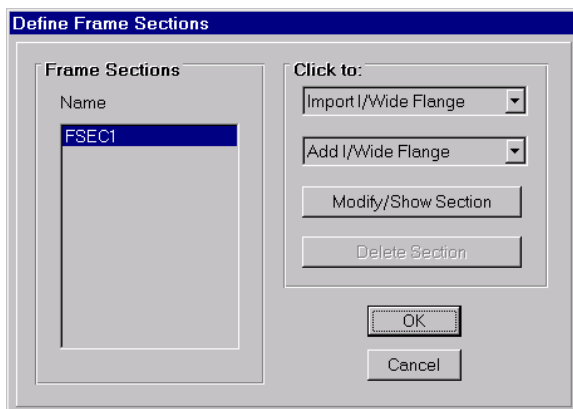 Define Frame Sections
Frame Sections
Name
FSEC1
Click to:
Import I/Wide Flange
Add I/Wide Flange
Modify/Show Section
Delete Section
OK
Cancel